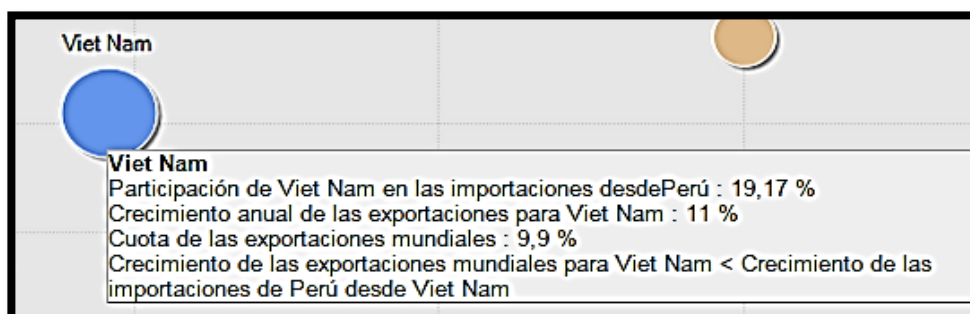 Viet Nam
Viet Nam
Participación de Viet Nam en las importaciones desdePerú : 19,17 %
Crecimiento anual de las exportaciones para Viet Nam : 11 %
Cuota de las exportaciones mundiales : 9,9 %
Crecimiento de las exportaciones mundiales para Viet Nam < Crecimiento de las
importaciones de Perú desde Viet Nam